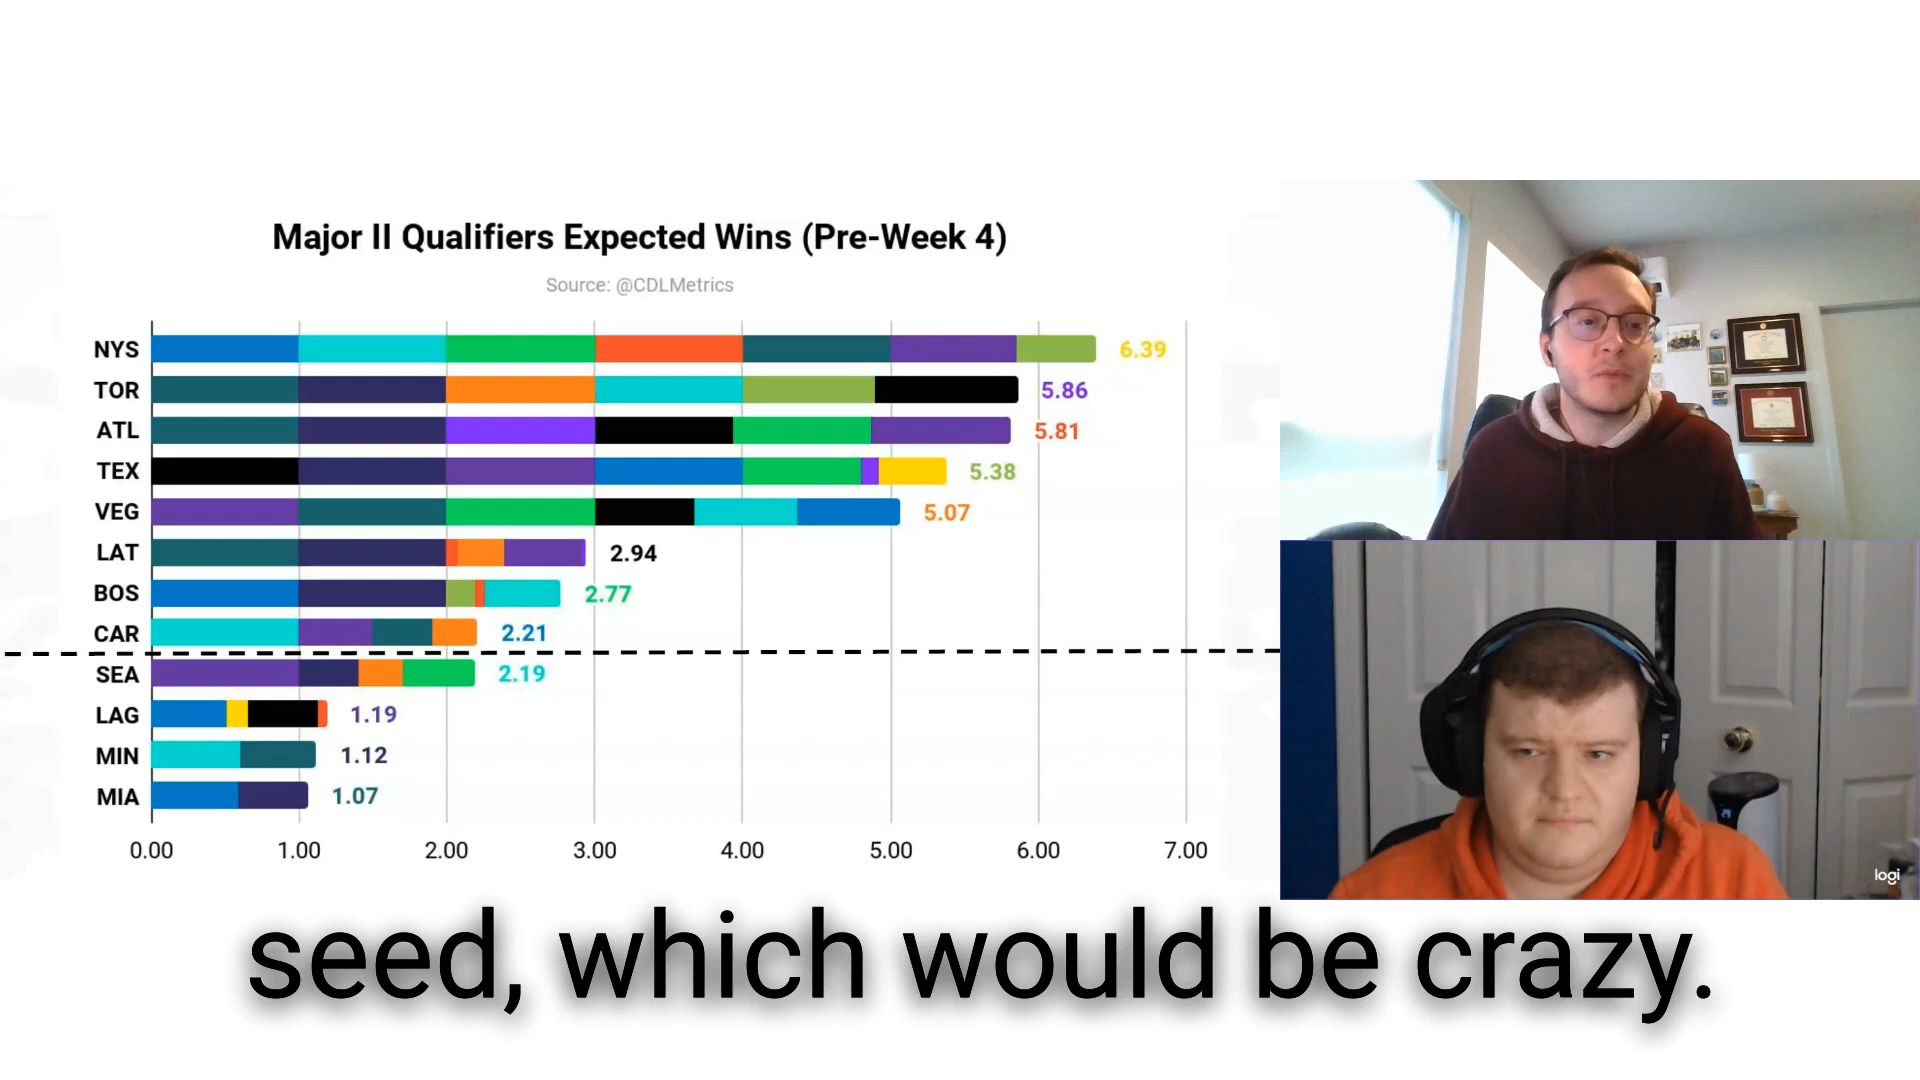 Major II Qualifiers Expected Wins (Pre-Week 4)
Source: @CDLMetrics
NYS 6.39
TOR 5.86
ATL 5.81
TEX 5.38
VEG 5.07
LAT 2.94
BOS 2.77
CAR 2.21
SEA 2.19
LAG 1.19
MIN 1.12
MIA 1.07
0.00 1.00 2.00 3.00 4.00 5.00 6.00 7.00
logi
seed, which would be crazy.